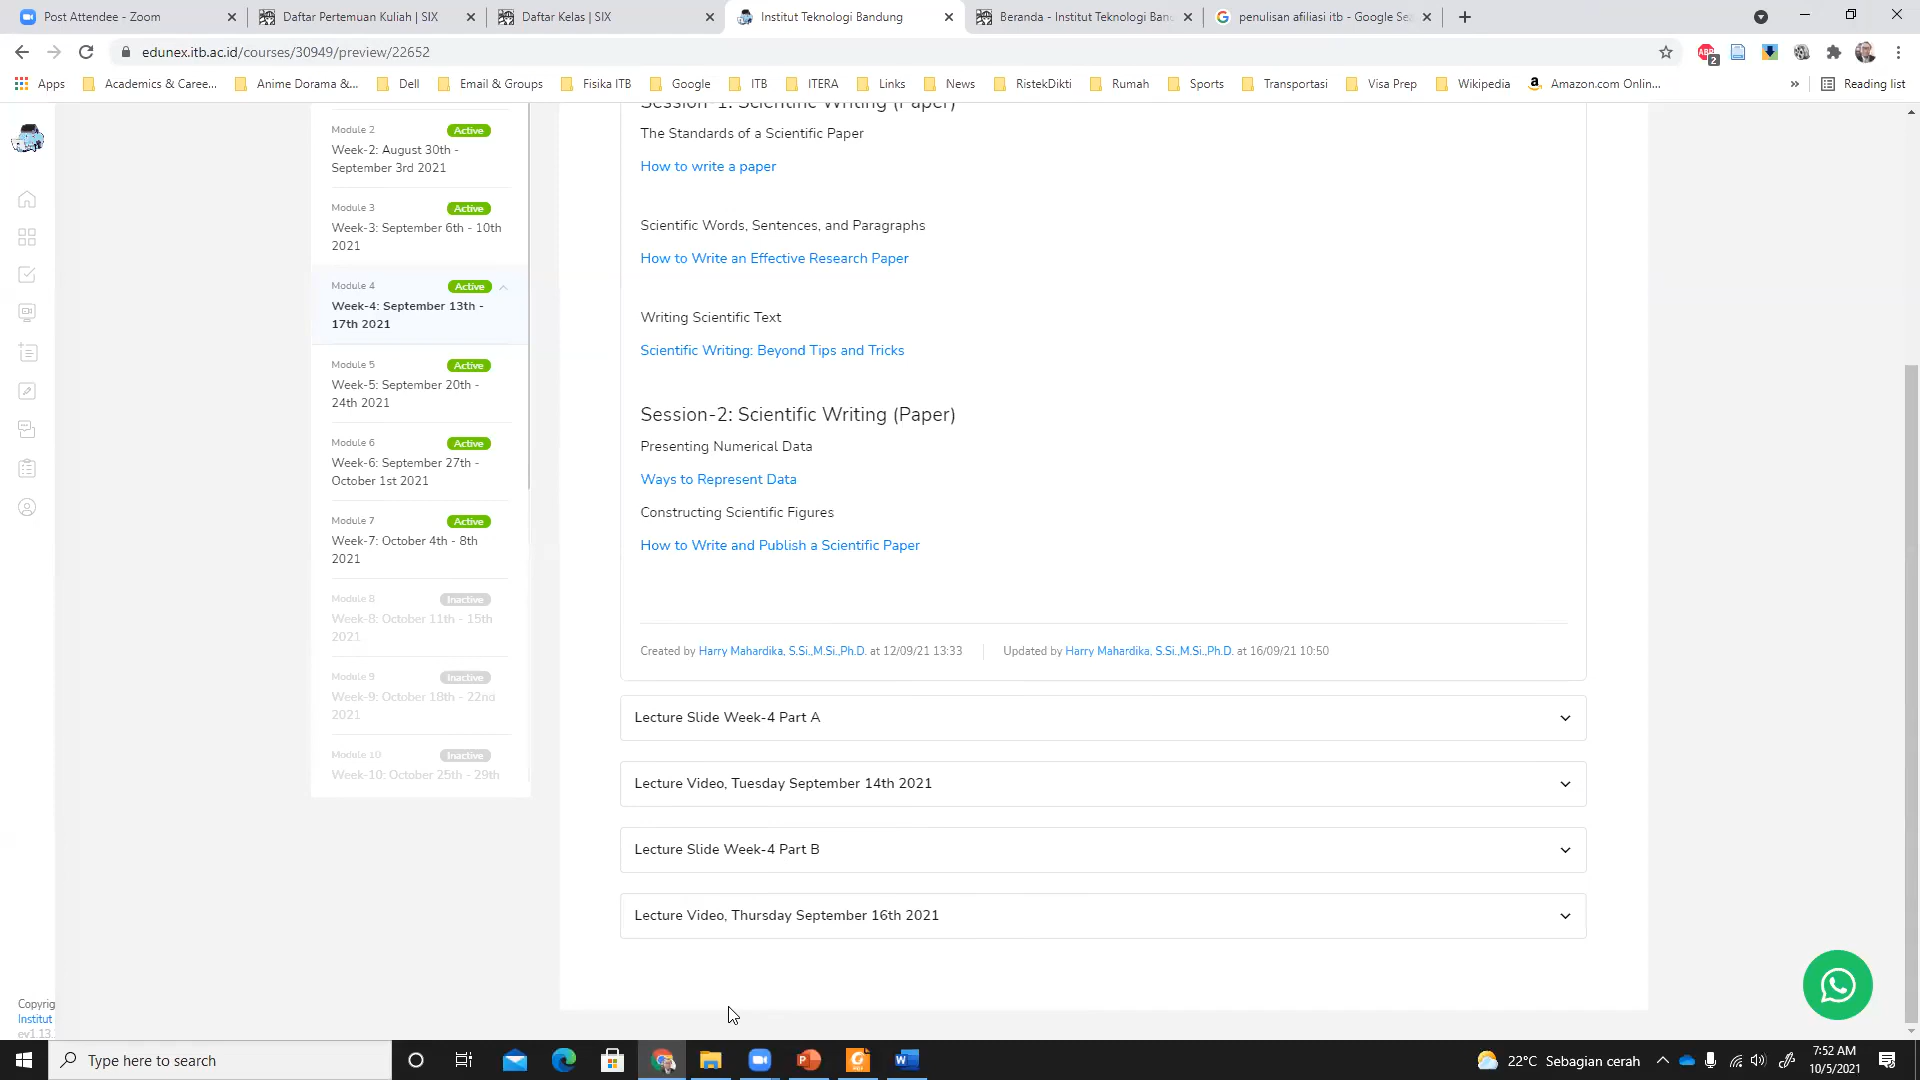 Post Attendee - Zoom
Daftar Pertemuan Kuliah | SIX
Daftar Kelas | SIX
Institut Teknologi Bandung
Beranda - Institut Teknologi Ban
penulisan afiliasi itb - Google Se
edunex.itb.ac.id/courses/30949/preview/22652
ABP
2
Apps
Academics & Caree...
Anime Dorama &...
Dell
Email & Groups
Fisika ITB
Google
ITB
ITERA
Links
News
RistekDikti
Rumah
Sports
Transportasi
Visa Prep
Wikipedia
Amazon.com Onlin...
»
Reading list
Module 2
Active
Week-2: August 30th -
September 3rd 2021
Module 3
Active
Week-3: September 6th - 10th
2021
Module 4
Active
Week-4: September 13th -
17th 2021
Module 5
Active
Week-5: September 20th -
24th 2021
Module 6
Active
Week-6: September 27th -
October 1st 2021
Module 7
Active
Week-7: October 4th - 8th
2021
Module 8
Inactive
Week-8: October 11th - 15th
2021
Module 9
Inactive
Week-9: October 18th - 22nd
2021
Module 10
Inactive
Week-10: October 25th - 29th
Session-1: Scientific Writing (Paper)
The Standards of a Scientific Paper
How to write a paper
Scientific Words, Sentences, and Paragraphs
How to Write an Effective Research Paper
Writing Scientific Text
Scientific Writing: Beyond Tips and Tricks
Session-2: Scientific Writing (Paper)
Presenting Numerical Data
Ways to Represent Data
Constructing Scientific Figures
How to Write and Publish a Scientific Paper
Created by Harry Mahardika, S.Si.,M.Si.,Ph.D. at 12/09/21 13:33
Updated by Harry Mahardika, S.Si.,M.Si.,Ph.D. at 16/09/21 10:50
Lecture Slide Week-4 Part A
Lecture Video, Tuesday September 14th 2021
Lecture Slide Week-4 Part B
Lecture Video, Thursday September 16th 2021
Copyrig
Institut
ev1.13.
Type here to search
22°C Sebagian cerah
7:52 AM
10/5/2021